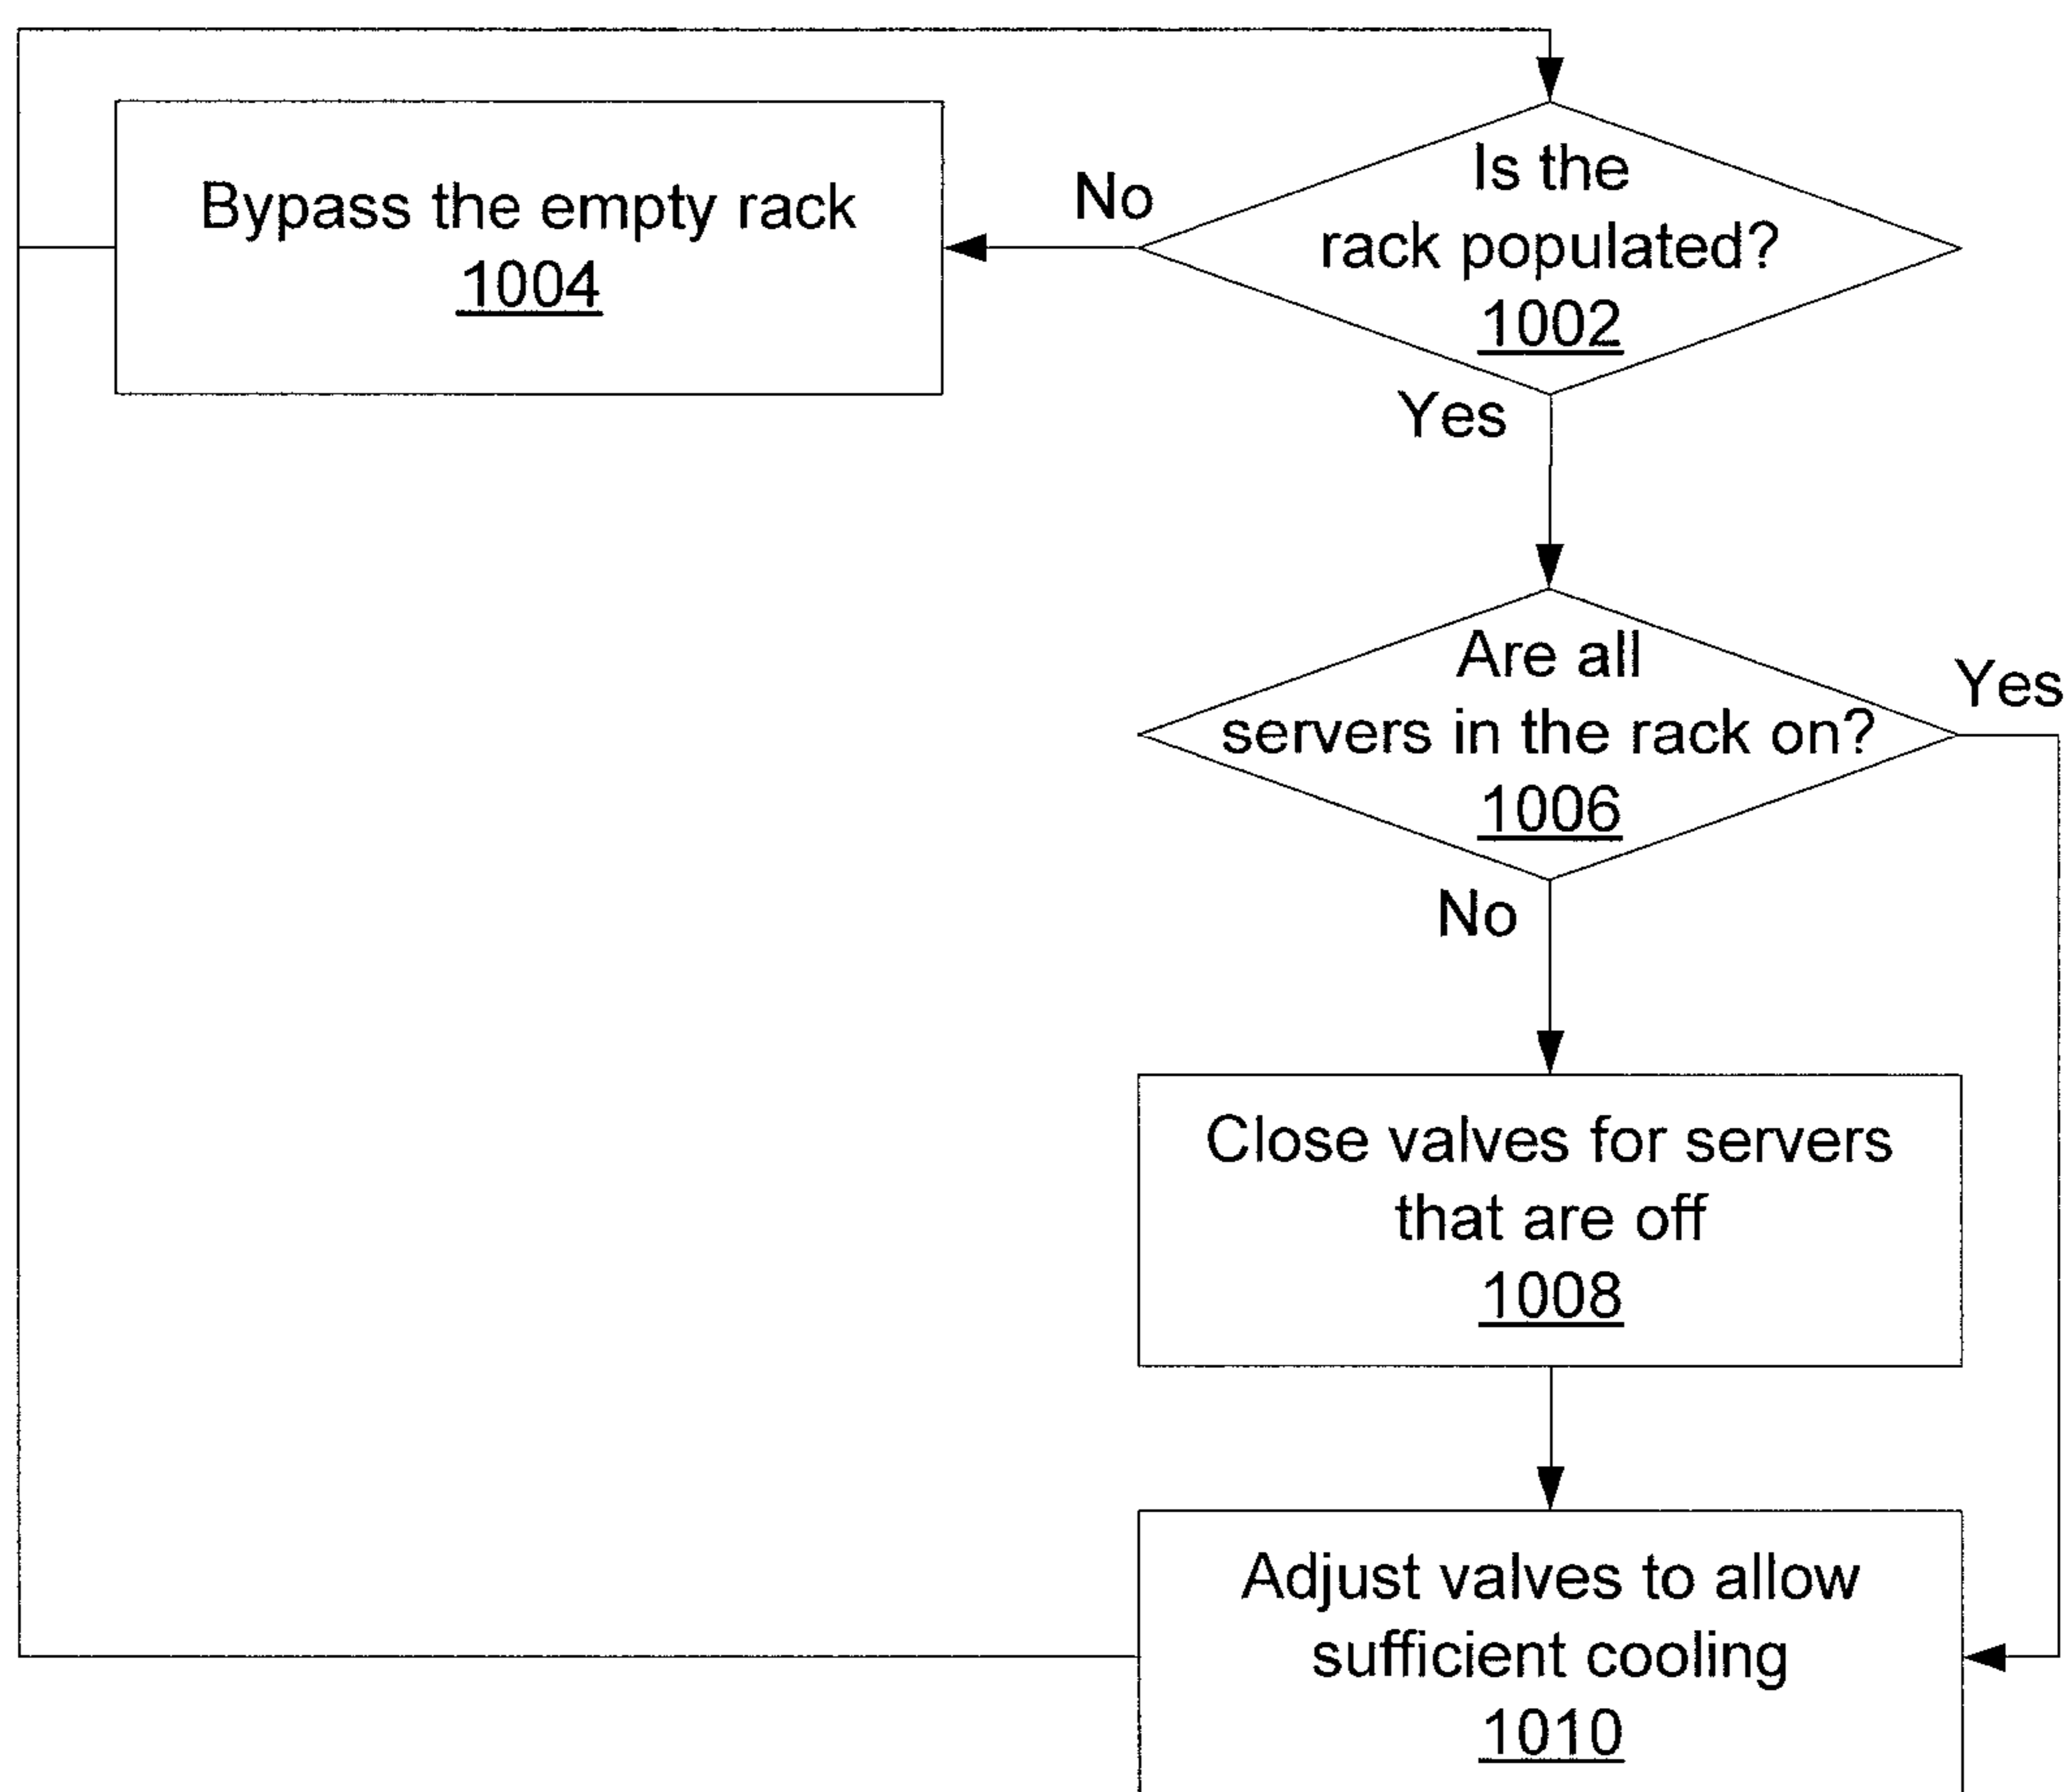 Is the
rack populated?
1002
No
Bypass the empty rack
1004
Yes
Are all
servers in the rack on?
1006
Yes
No
Close valves for servers
that are off
1008
Adjust valves to allow
sufficient cooling
1010